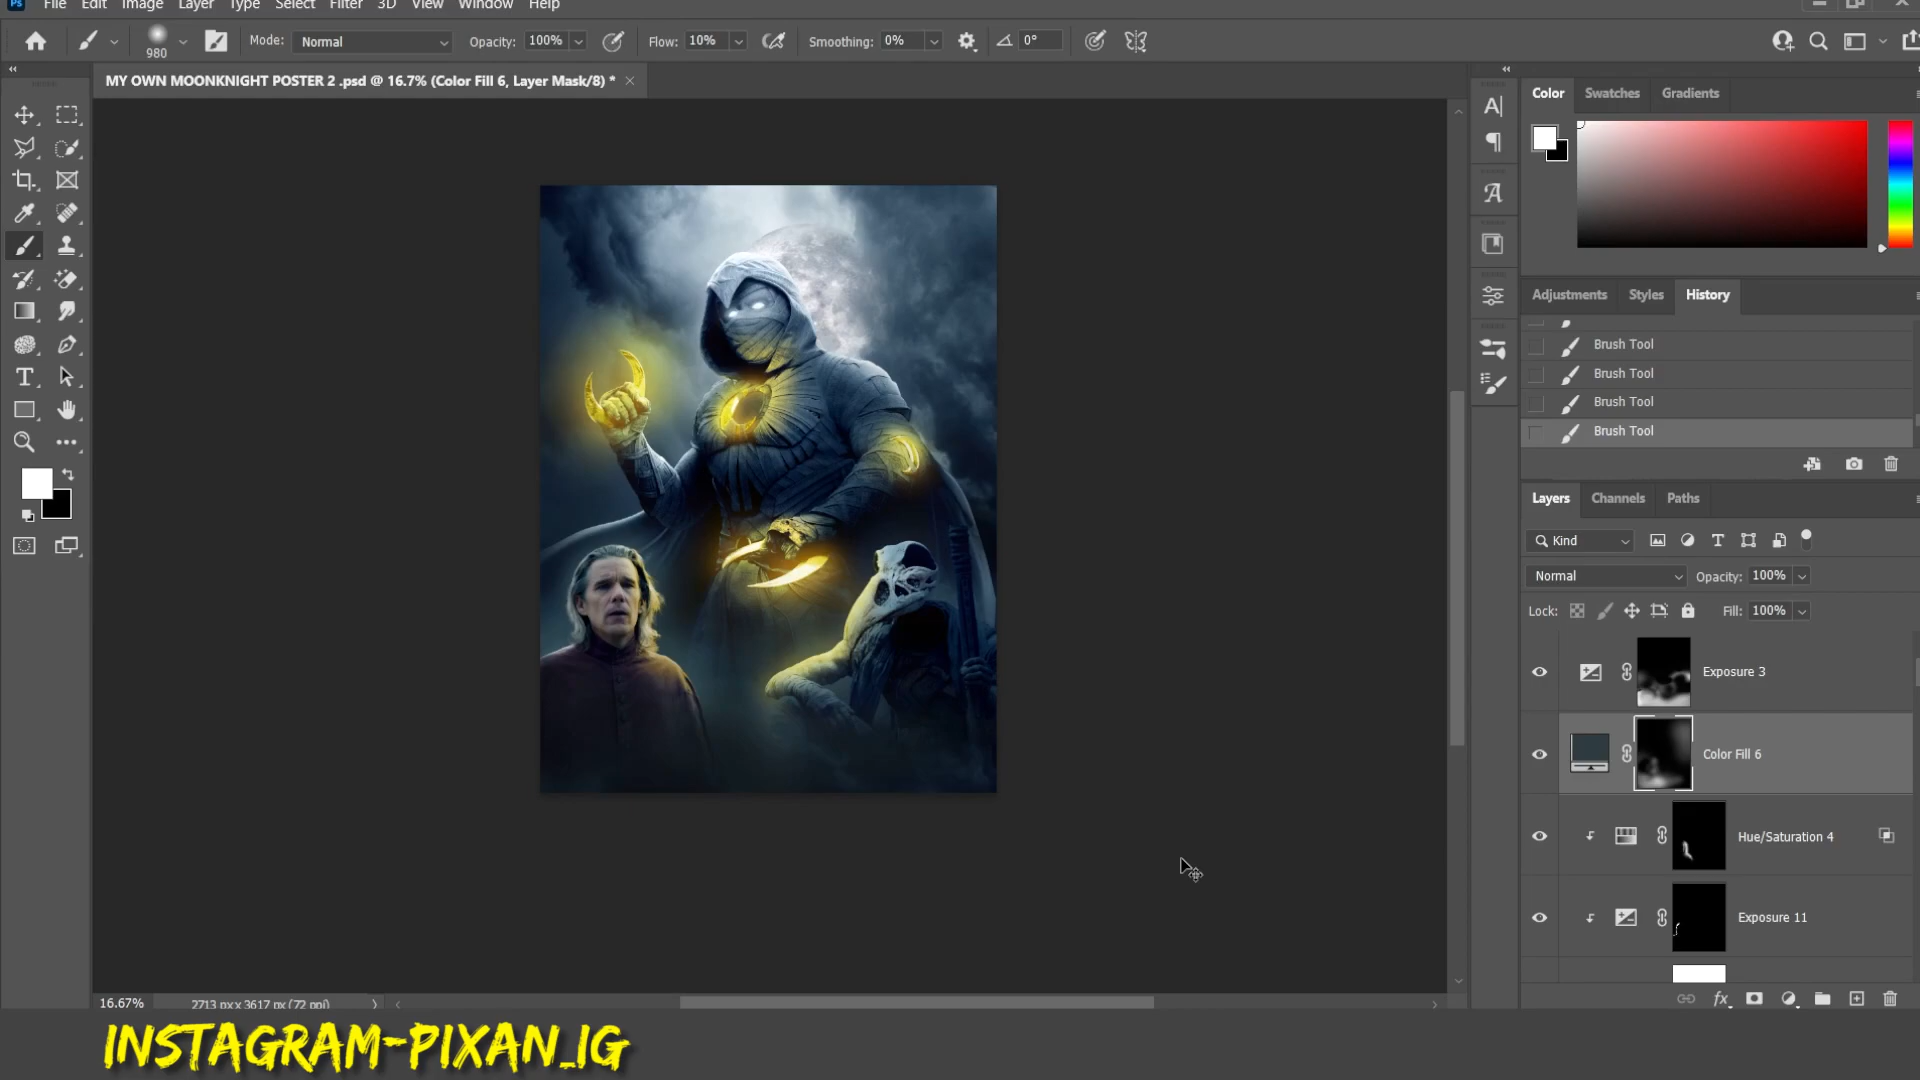 Ps File Edit Image Layer Type Select Filter 3D View Window Help
980 Mode: Normal Opacity: 100% Flow: 10% Smoothing: 0% 0°
MY OWN MOONKNIGHT POSTER 2 .psd @ 16.7% (Color Fill 6, Layer Mask/8) *
Color Swatches Gradients
Adjustments Styles History
Brush Tool
Brush Tool
Brush Tool
Brush Tool
Layers Channels Paths
Kind
Normal Opacity: 100%
Lock: Fill: 100%
Exposure 3
Color Fill 6
Hue/Saturation 4
Exposure 11
fx
16.67% 2713 px x 3617 px (72 ppi)
INSTAGRAM-PIXAN_IG